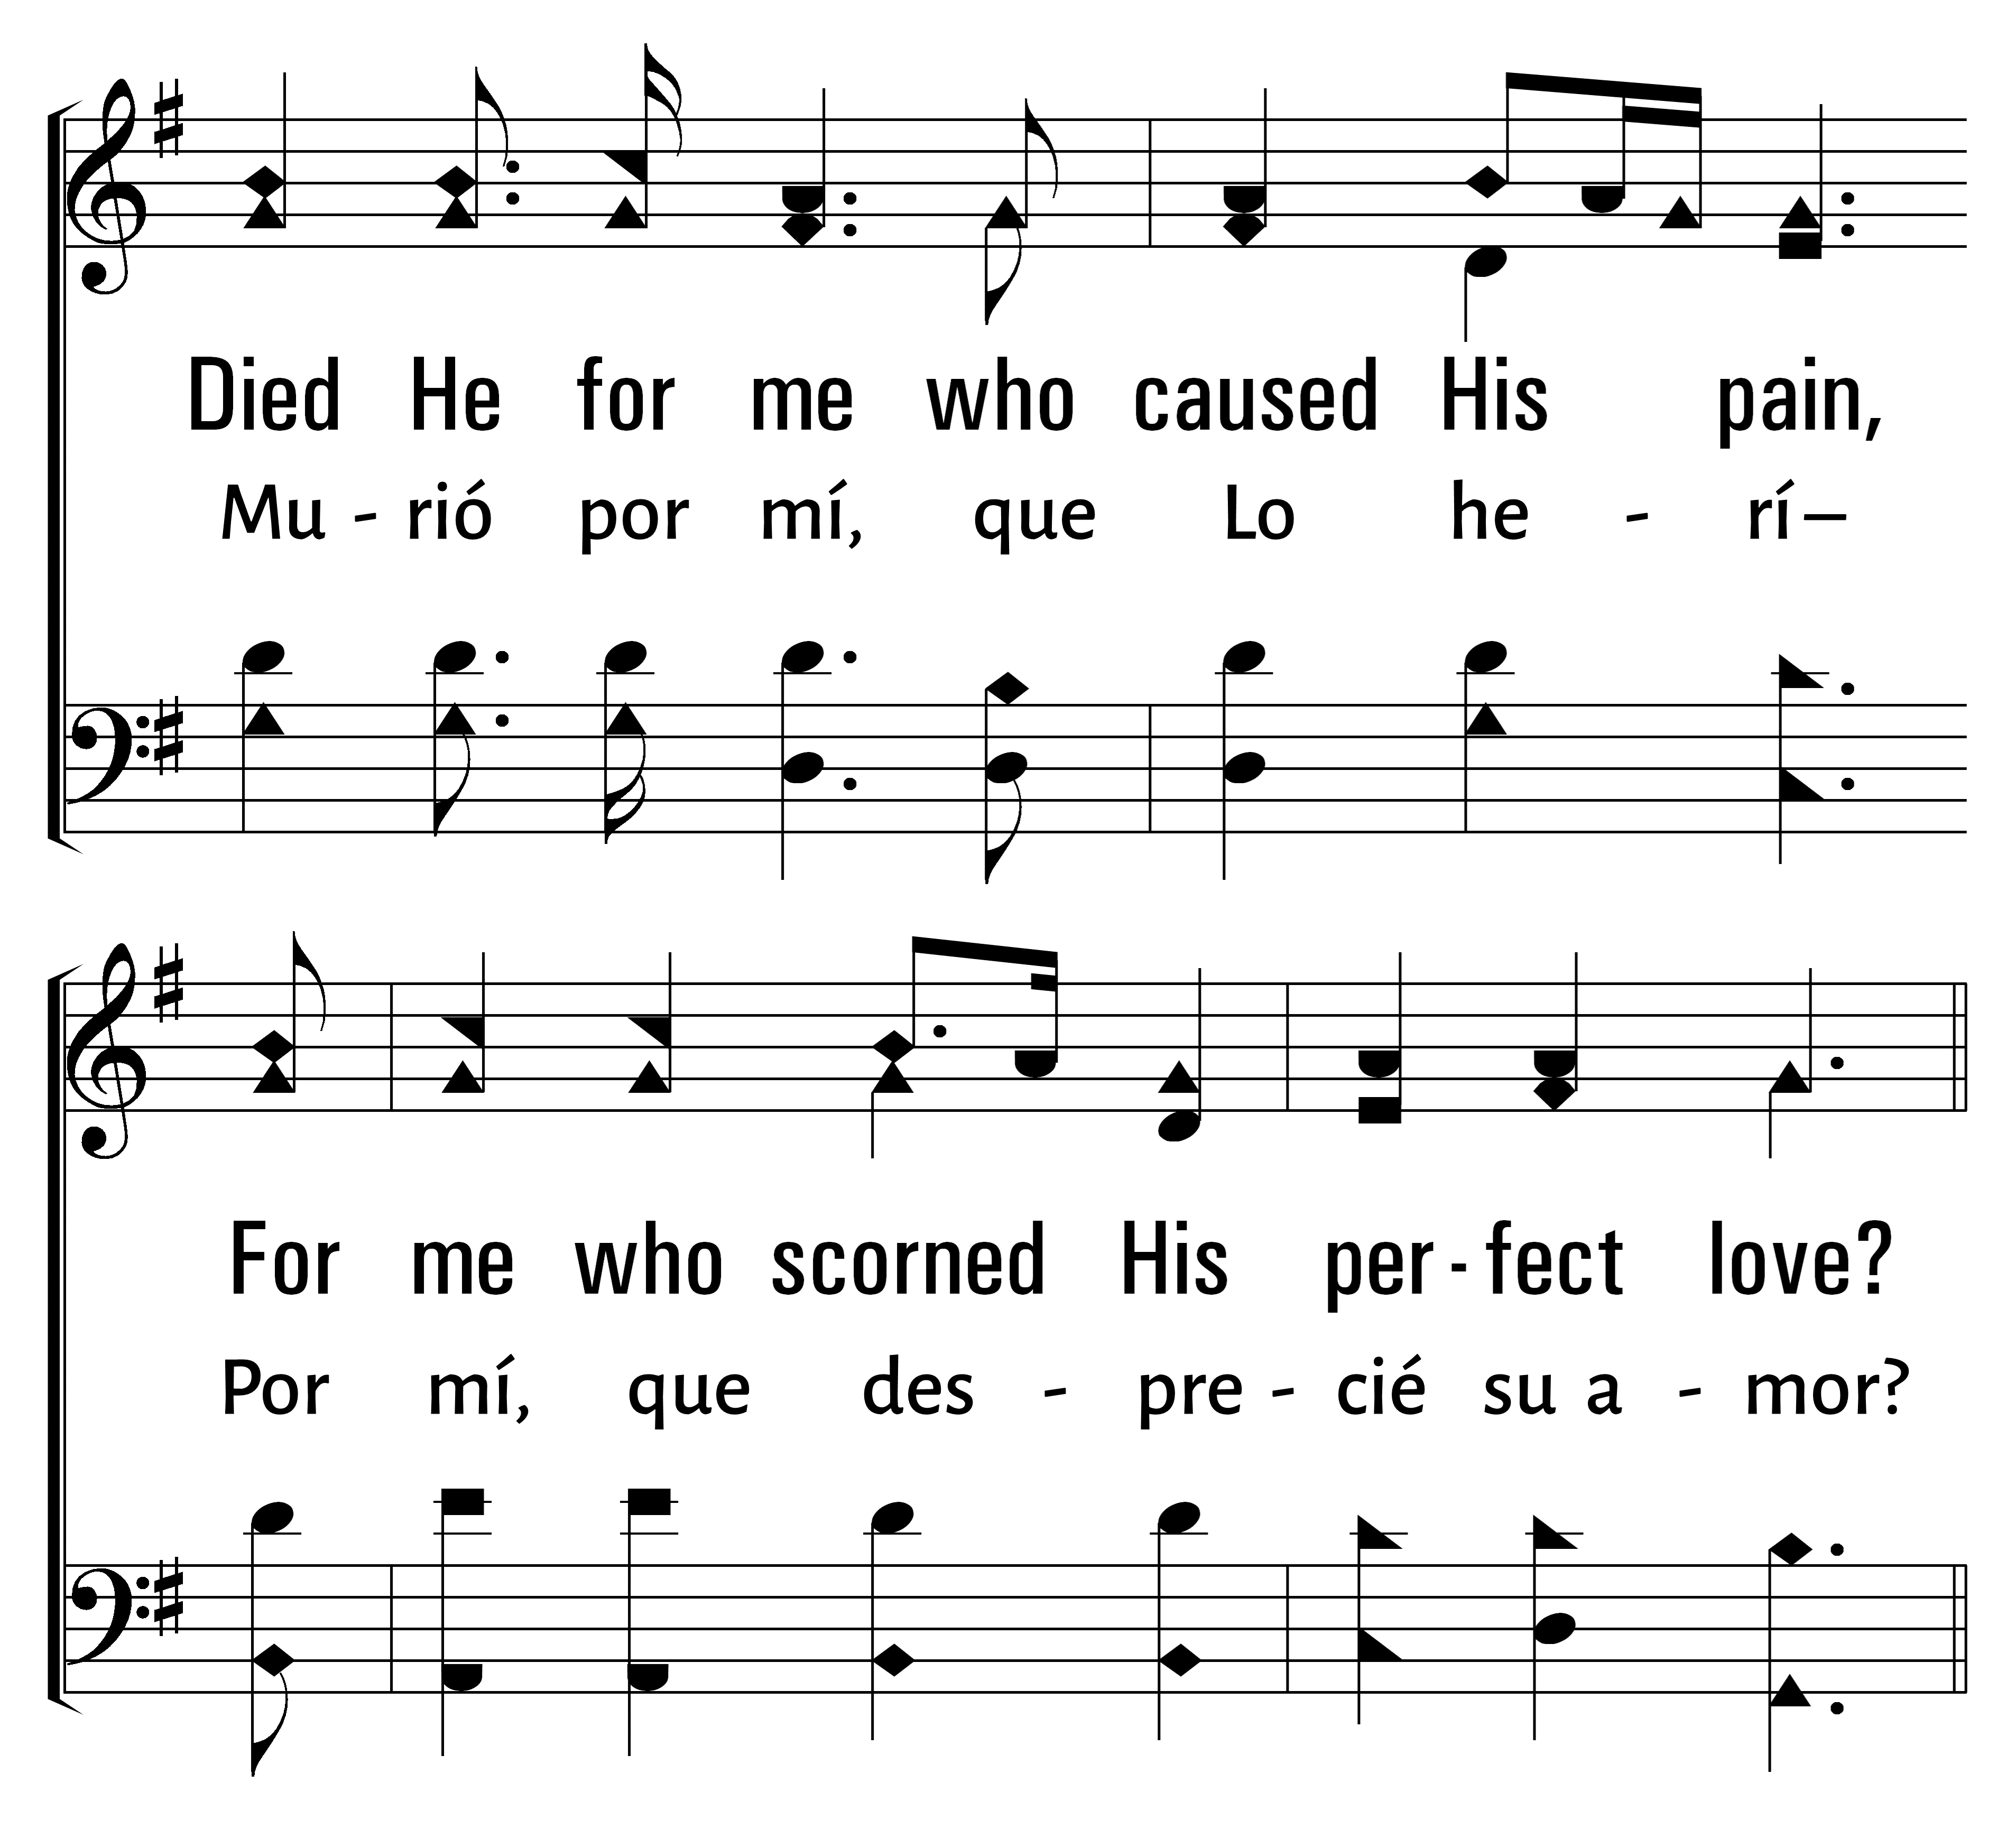 Died He for me who caused His pain,
Mu - rió por mí, que Lo he - rí—
For me who scorned His per - fect love?
Por mí, que des - pre - cié su a - mor?